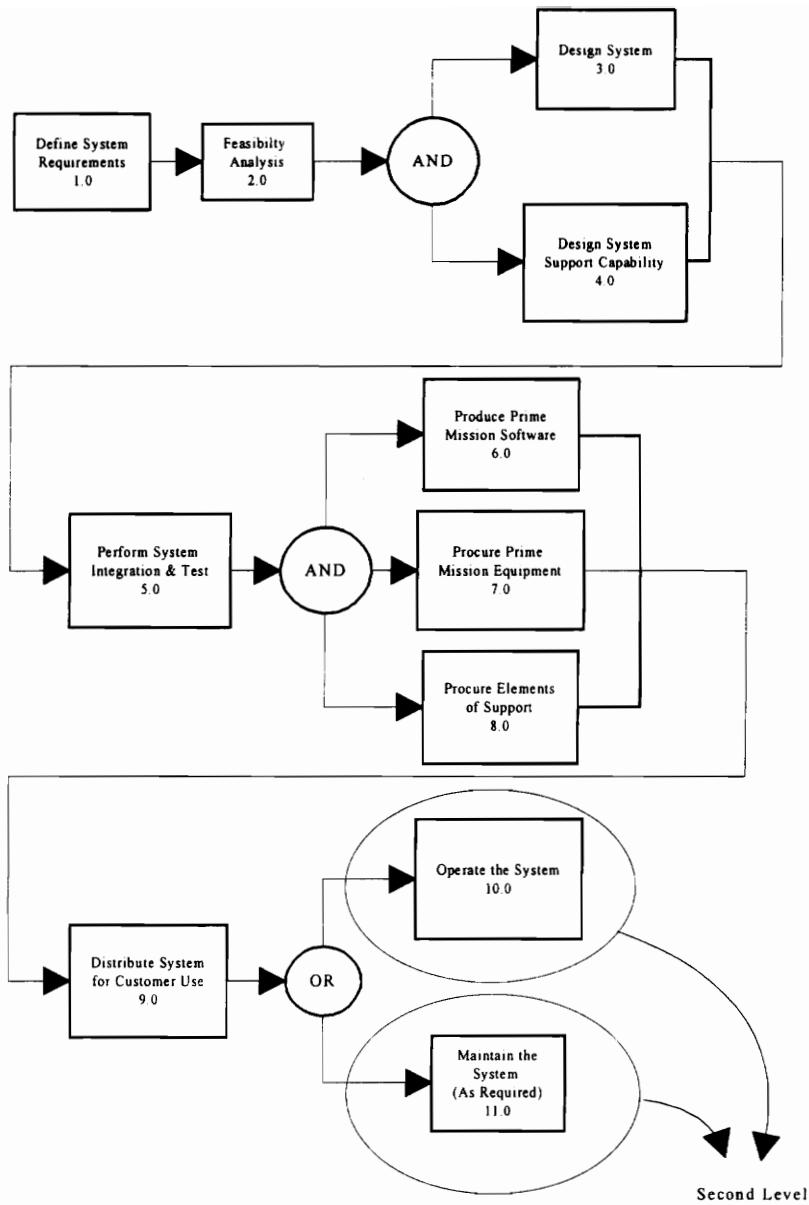 Design System
3.0
Define System
Requirements
1.0
Feasibilty
Analysis
2.0
AND
Design System
Support Capability
4.0
Produce Prime
Mission Software
6.0
Perform System
Integration & Test
5.0
AND
Procure Prime
Mission Equipment
7.0
Procure Elements
of Support
8.0
Operate the System
10.0
Distribute System
for Customer Use
9.0
OR
Maintain the
System
(As Required)
11.0
Second Level